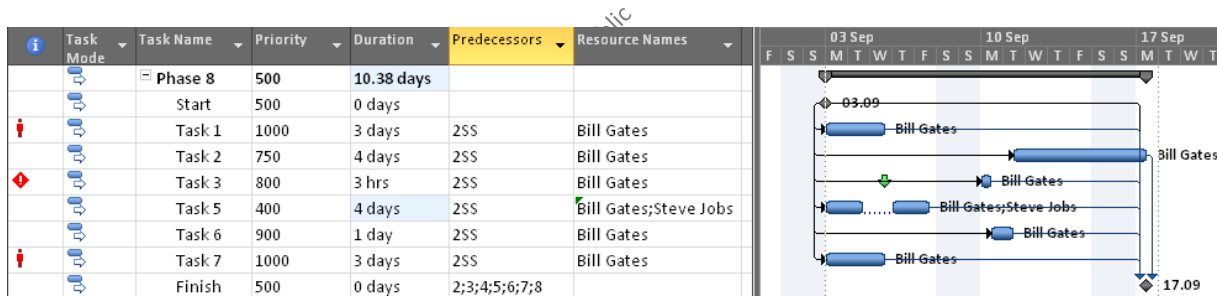 lic
Task Mode Task Name Priority Duration Predecessors Resource Names 03 Sep 10 Sep 17 Sep
F S S M T W T F S S M T W T F S S M T W T
Phase 8 500 10.38 days
Start 500 0 days 03.09
Task 1 1000 3 days 2SS Bill Gates Bill Gates
Task 2 750 4 days 2SS Bill Gates Bill Gates
Task 3 800 3 hrs 2SS Bill Gates Bill Gates
Task 5 400 4 days 2SS Bill Gates;Steve Jobs Bill Gates;Steve Jobs
Task 6 900 1 day 2SS Bill Gates Bill Gates
Task 7 1000 3 days 2SS Bill Gates Bill Gates
Finish 500 0 days 2;3;4;5;6;7;8 17.09